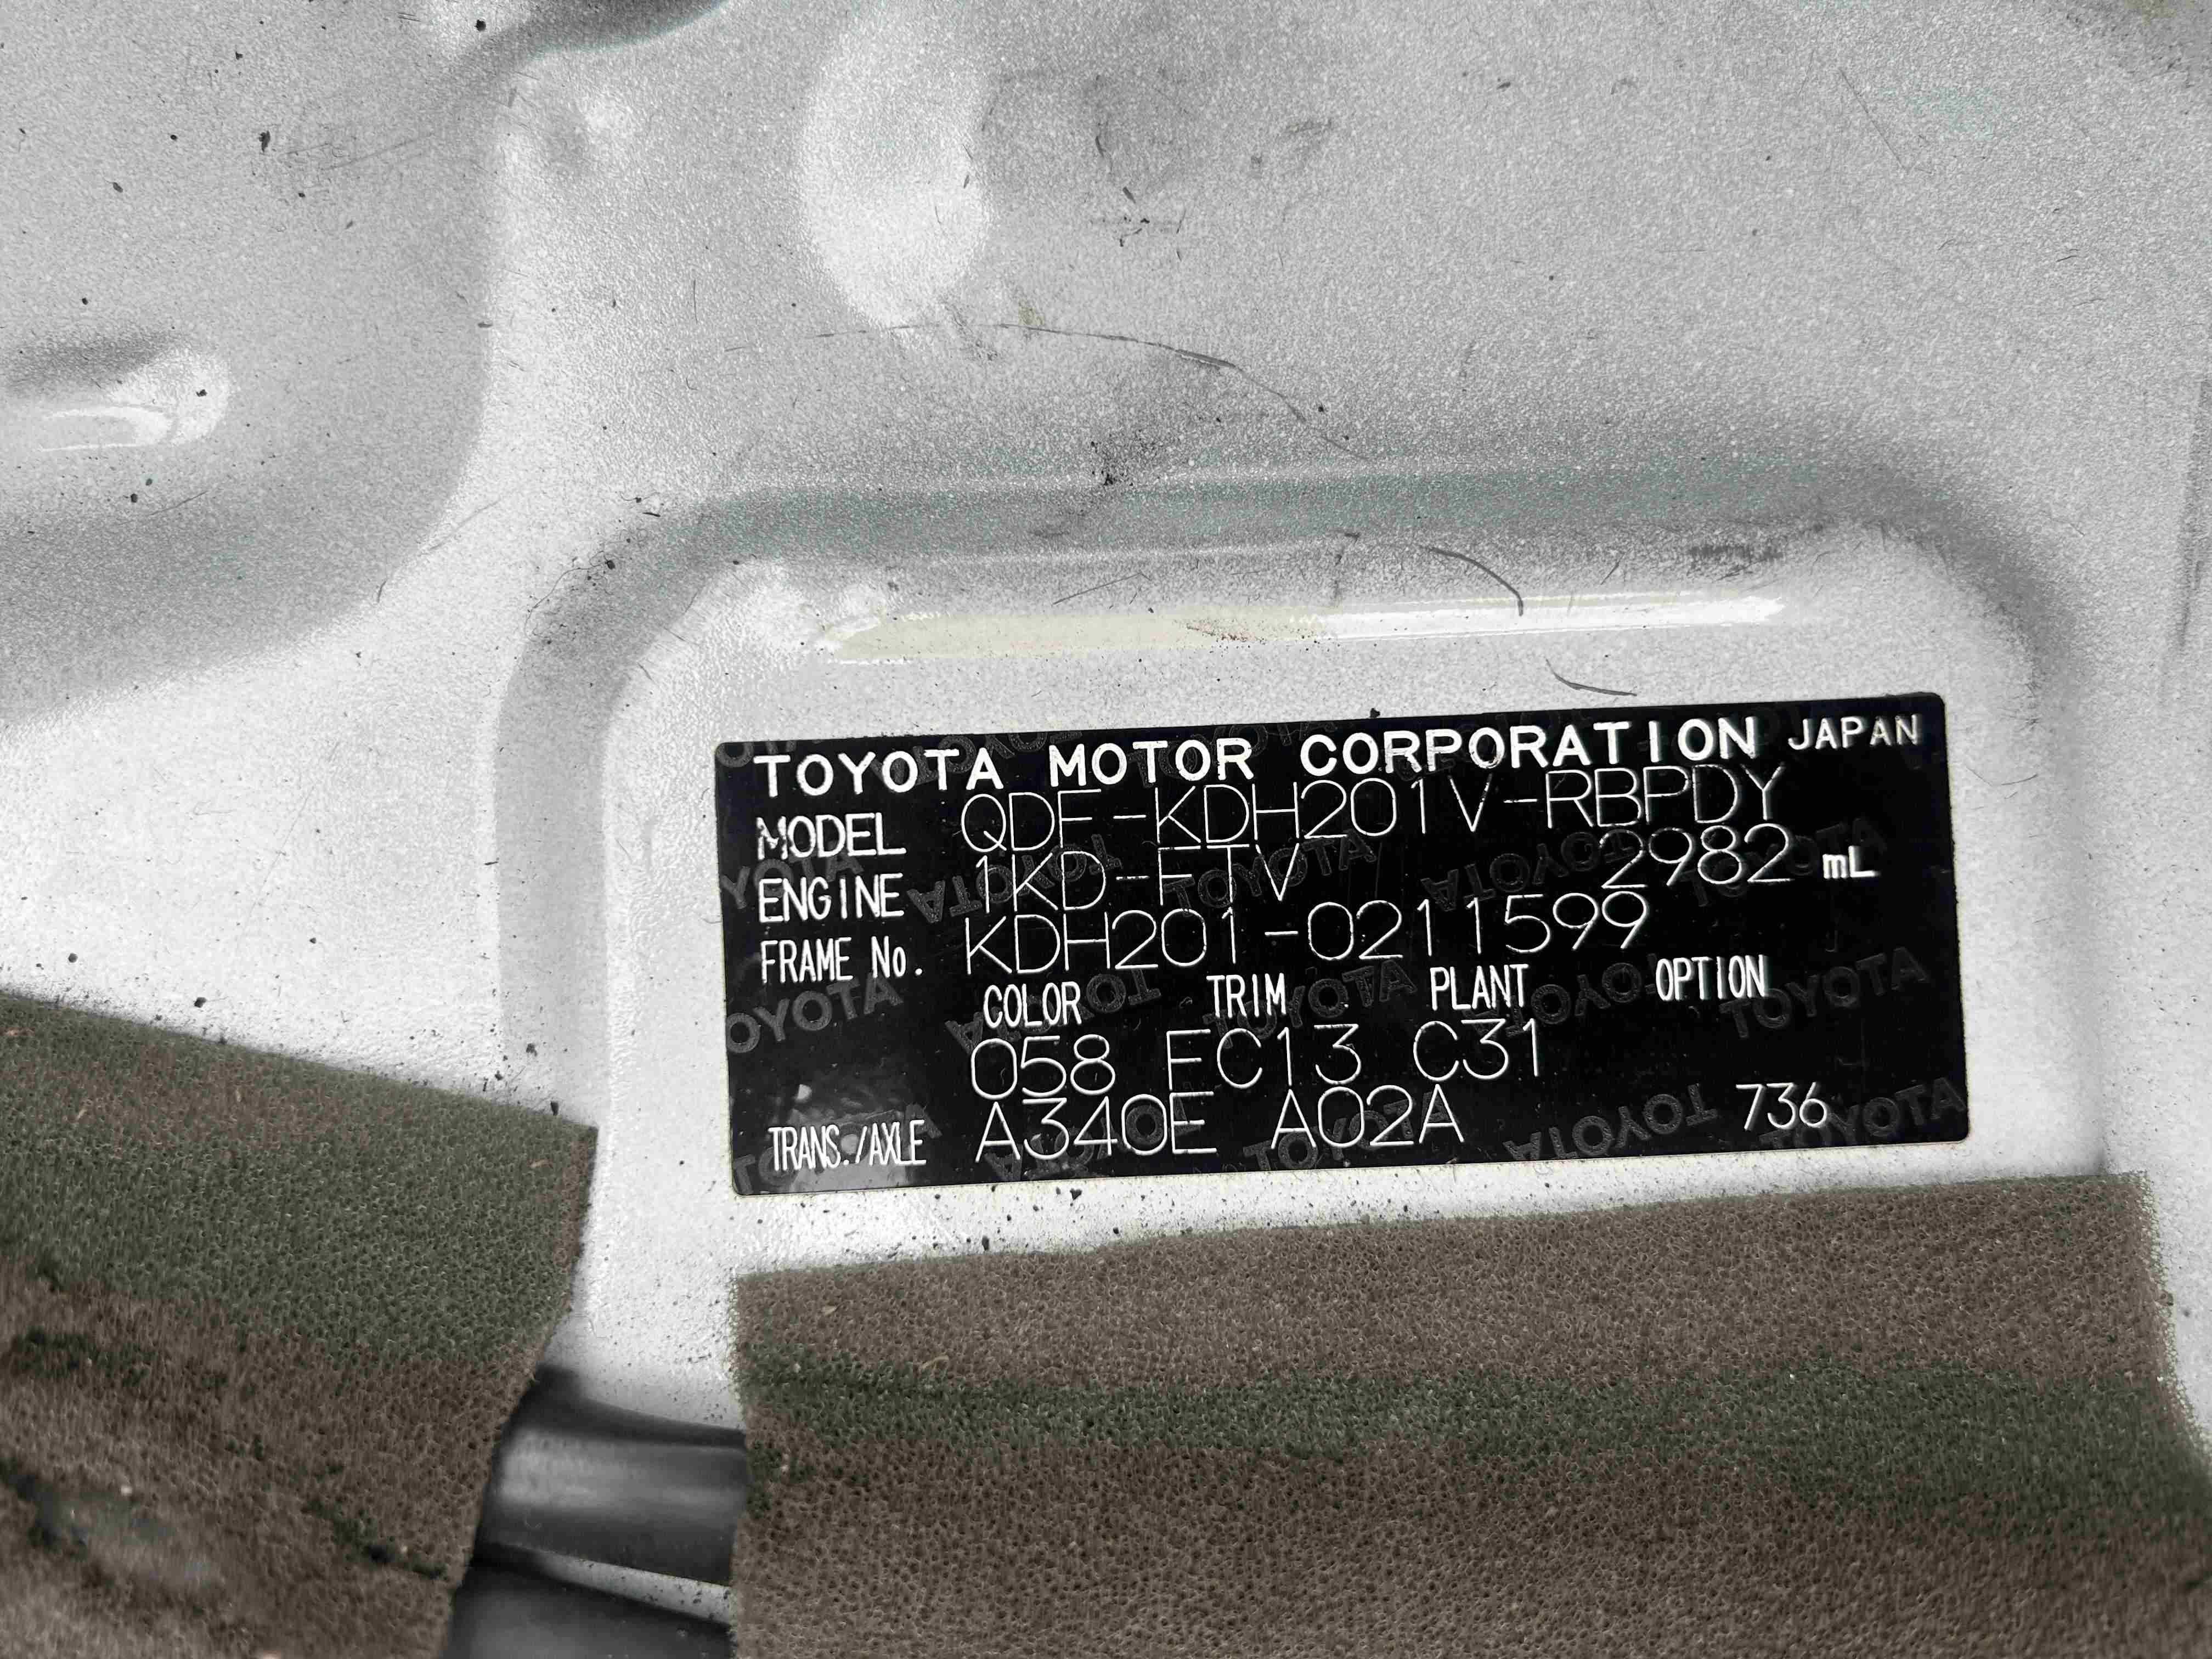 TOYOTA MOTOR CORPORATION JAPAN
MODEL QDF-KDH201V-RBPDY
ENGINE 1KD-FTV 2982 mL
FRAME No. KDH201-0211599
COLOR TRIM PLANT OPTION
058 FC13 C31
TRANS./AXLE A340E A02A 736